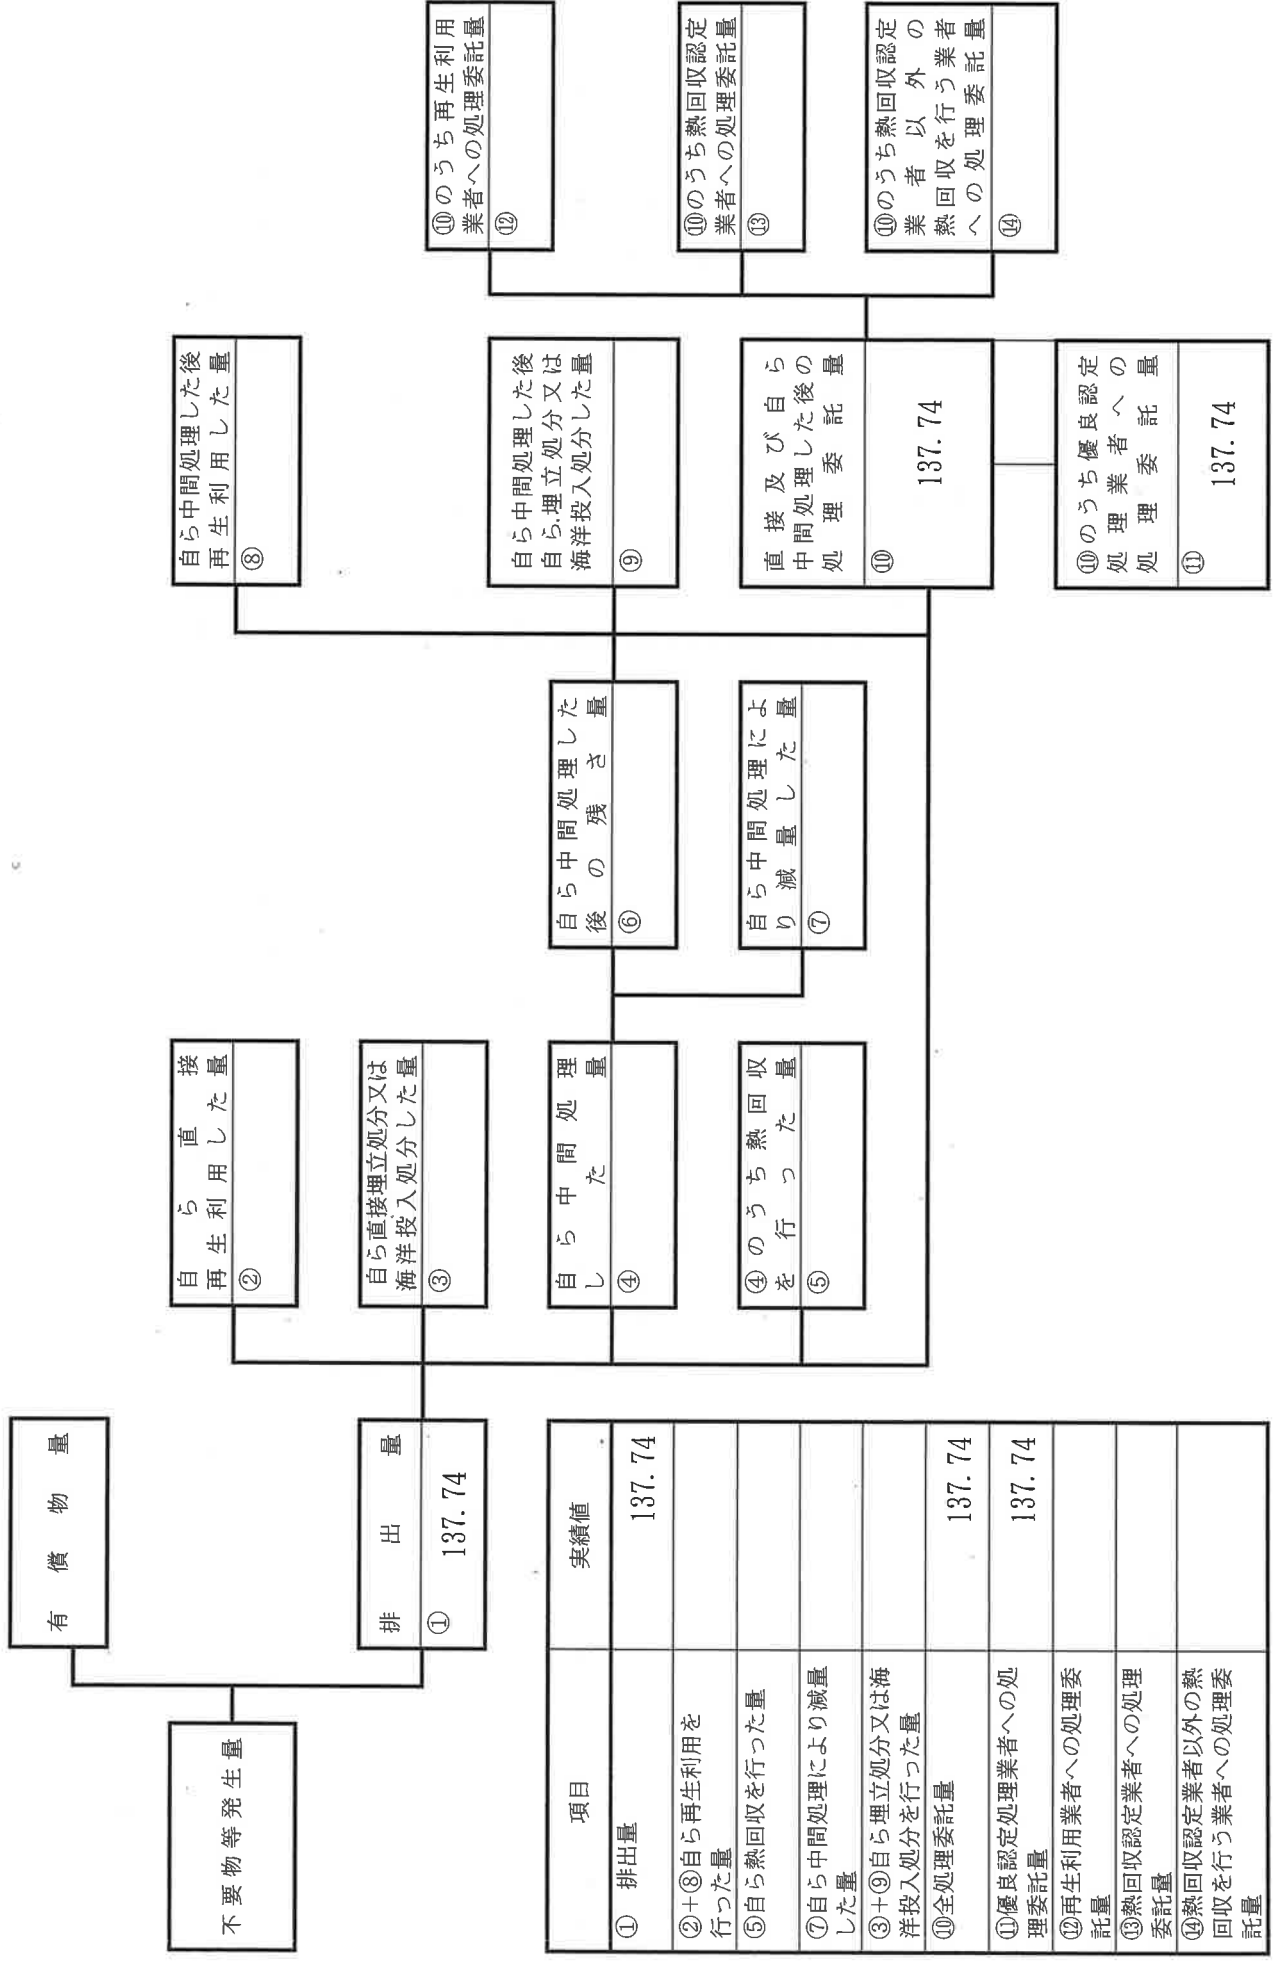 不要物等発生量
有償物量
排出量
①
137.74
自ら直接
再生利用した量
②
自ら直接埋立処分又は
海洋投入処分した量
③
自ら中間処理
した量
④
④のうち熱回収
を行った量
⑤
自ら中間処理した
後の残さ量
⑥
自ら中間処理によ
り減量した量
⑦
自ら中間処理した後
再生利用した量
⑧
自ら中間処理した後
自ら埋立処分又は
海洋投入処分した量
⑨
直接及び自ら
中間処理した後の
処理委託量
⑩
137.74
⑩のうち優良認定
処理業者への
処理委託量
⑪
137.74
⑩のうち再生利用
業者への処理委託量
⑫
⑩のうち熱回収認定
業者への処理委託量
⑬
⑩のうち熱回収認定
業者以外の
熱回収を行う業者
への処理委託量
⑭
項目 実績値
① 排出量 137.74
②+⑧自ら再生利用を
行った量
⑤自ら熱回収を行った量
⑦自ら中間処理により減量
した量
③+⑨自ら埋立処分又は海
洋投入処分を行った量
⑩全処理委託量 137.74
⑪優良認定処理業者への処
理委託量 137.74
⑫再生利用業者への処理委
託量
⑬熱回収認定業者への処理
委託量
⑭熱回収認定業者以外の熱
回収を行う業者への処理委
託量